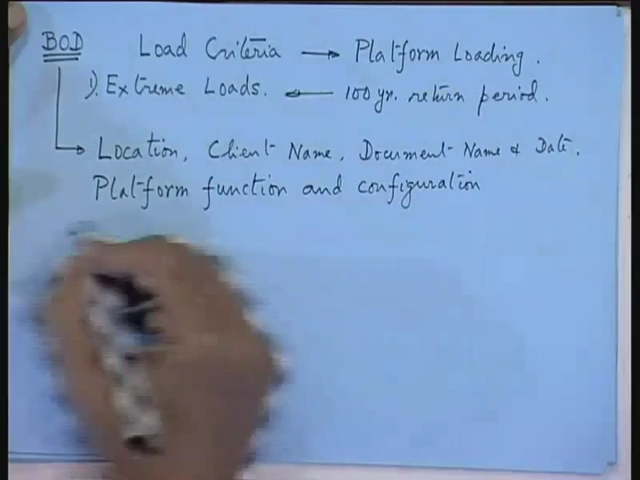 BOD Load Criteria → Platform Loading.
1). Extreme Loads. ← 100 yr. return period.
Location, Client Name, Document Name & Date.
Platform function and configuration